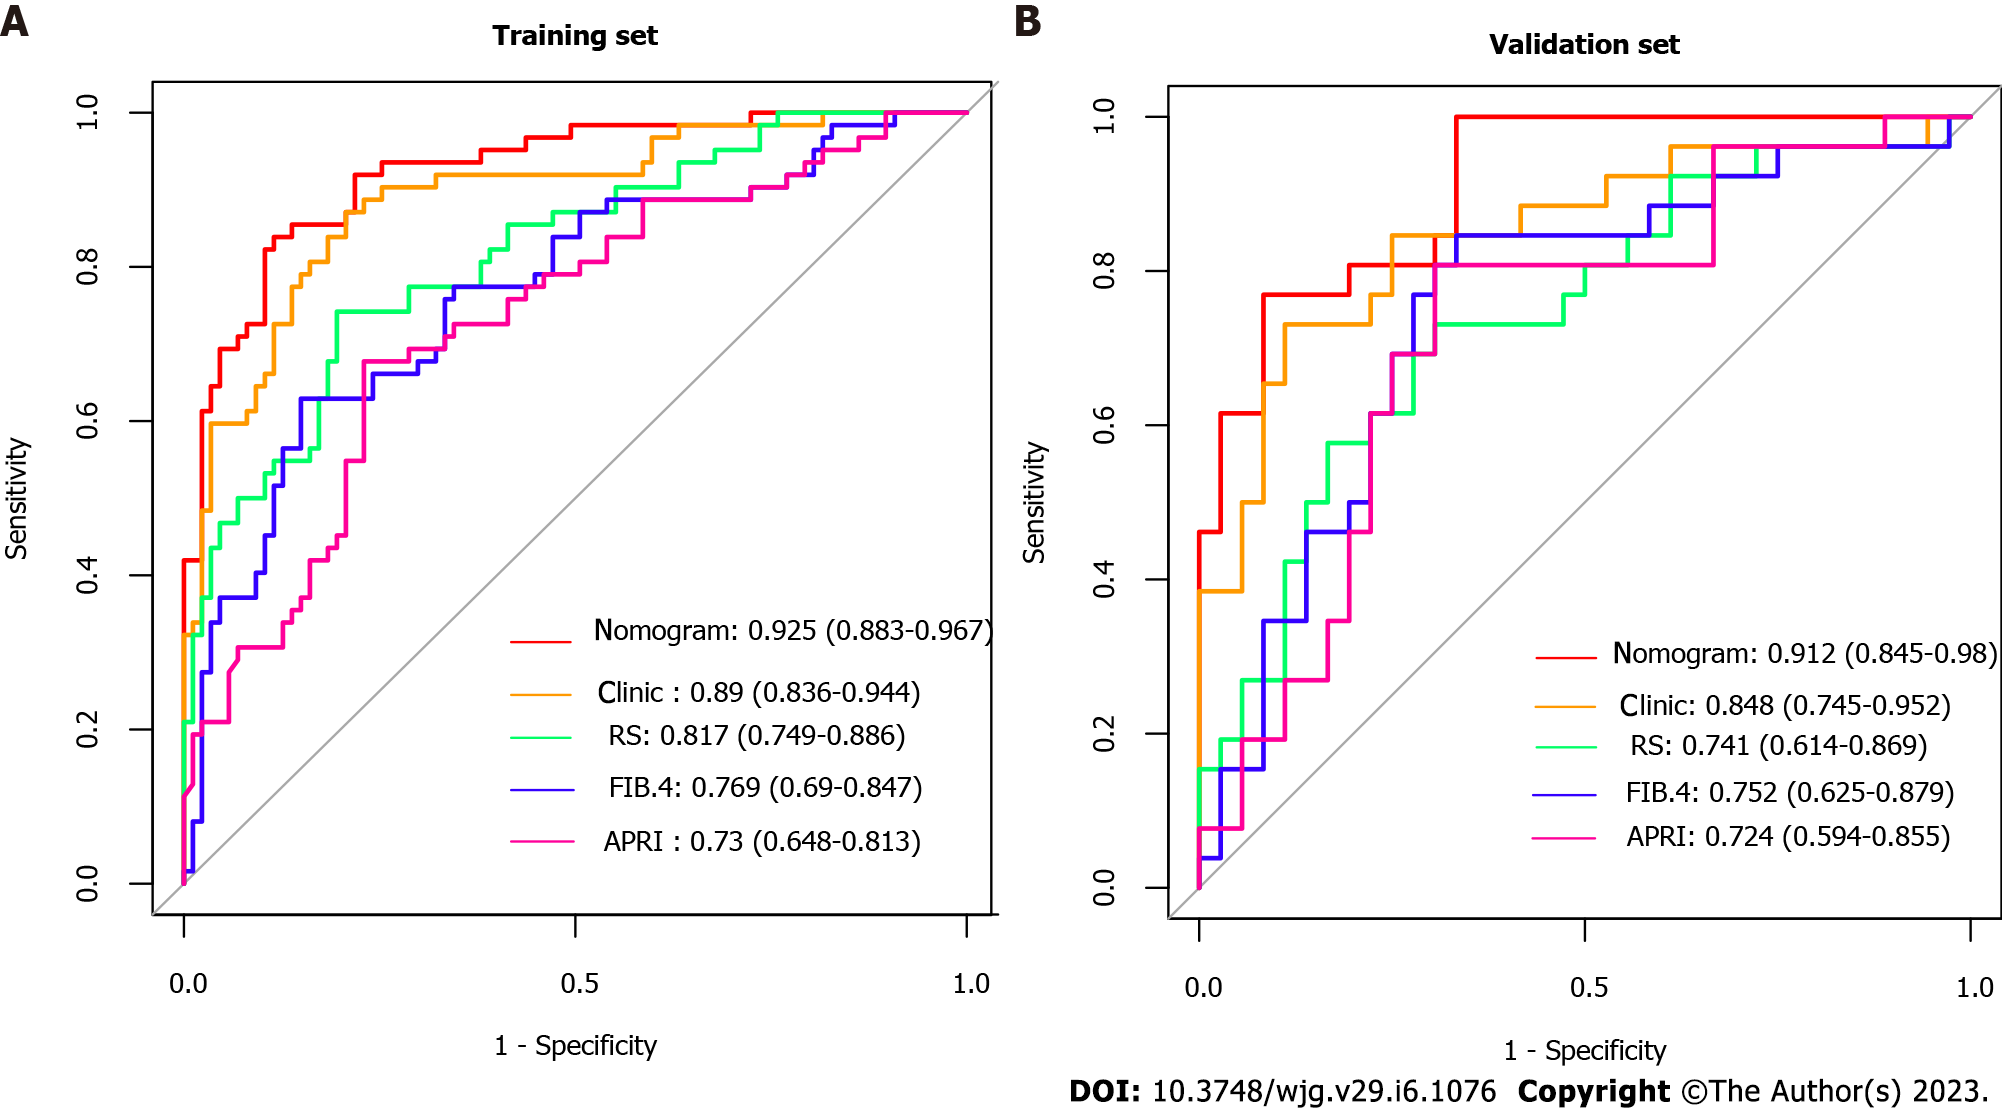 A
Training set
Sensitivity
1.0
0.8
0.6
0.4
0.2
0.0
Nomogram: 0.925 (0.883-0.967)
Clinic : 0.89 (0.836-0.944)
RS: 0.817 (0.749-0.886)
FIB.4: 0.769 (0.69-0.847)
APRI : 0.73 (0.648-0.813)
0.0 0.5 1.0
1 - Specificity
B
Validation set
Sensitivity
1.0
0.8
0.6
0.4
0.2
0.0
Nomogram: 0.912 (0.845-0.98)
Clinic: 0.848 (0.745-0.952)
RS: 0.741 (0.614-0.869)
FIB.4: 0.752 (0.625-0.879)
APRI: 0.724 (0.594-0.855)
0.0 0.5 1.0
1 - Specificity
DOI: 10.3748/wjg.v29.i6.1076 Copyright ©The Author(s) 2023.